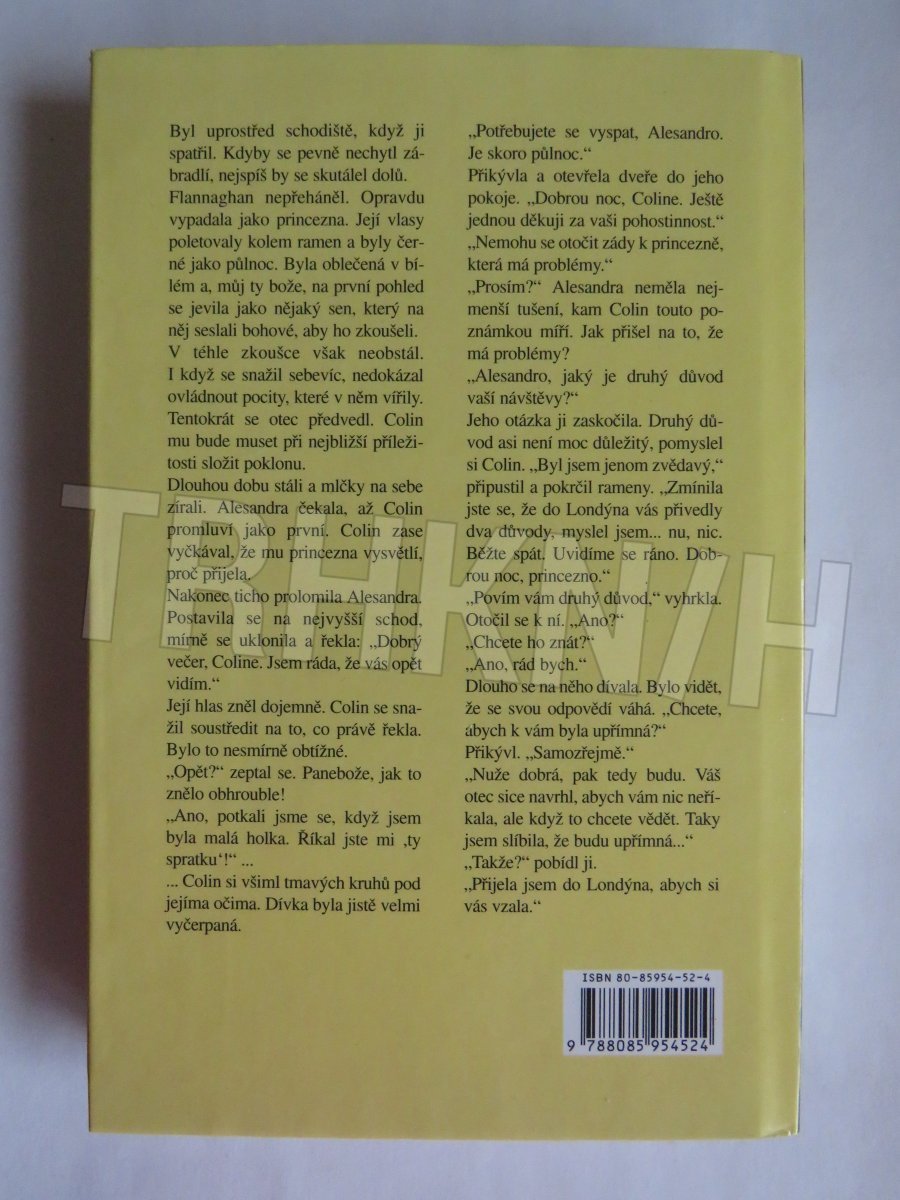 Byl uprostřed schodiště, když ji
spatřil. Kdyby se pevně nechytl zá-
bradlí, nejspíš by se skutálel dolů.
Flannaghan nepřeháněl. Opravdu
vypadala jako princezna. Její vlasy
poletovaly kolem ramen a byly čer-
né jako půlnoc. Byla oblečená v bí-
lém a, můj ty bože, na první pohled
se jevila jako nějaký sen, který na
něj seslali bohové, aby ho zkoušeli.
V téhle zkoušce však neobstál.
I když se snažil sebevíc, nedokázal
ovládnout pocity, které v něm vířily.
Tentokrát se otec předvedl. Colin
mu bude muset při nejbližší příleži-
tosti složit poklonu.
Dlouhou dobu stáli a mlčky na sebe
zírali. Alesandra čekala, až Colin
promluví jako první. Colin zase
vyčkával, že mu princezna vysvětlí,
proč přijela.
Nakonec ticho prolomila Alesandra.
Postavila se na nejvyšší schod,
mírně se uklonila a řekla: „Dobrý
večer, Coline. Jsem ráda, že vás opět
vidím.“
Její hlas zněl dojemně. Colin se sna-
žil soustředit na to, co právě řekla.
Bylo to nesmírně obtížné.
„Opět?“ zeptal se. Panebože, jak to
znělo obhrouble!
„Ano, potkali jsme se, když jsem
byla malá holka. Říkal jste mi ‚ty
spratku‘!“ ...
... Colin si všiml tmavých kruhů pod
jejíma očima. Dívka byla jistě velmi
vyčerpaná.
„Potřebujete se vyspat, Alesandro.
Je skoro půlnoc.“
Přikývla a otevřela dveře do jeho
pokoje. „Dobrou noc, Coline. Ještě
jednou děkuji za vaši pohostinnost.“
„Nemohu se otočit zády k princezně,
která má problémy.“
„Prosím?“ Alesandra neměla nej-
menší tušení, kam Colin touto po-
známkou míří. Jak přišel na to, že
má problémy?
„Alesandro, jaký je druhý důvod
vaší návštěvy?“
Jeho otázka ji zaskočila. Druhý dů-
vod asi není moc důležitý, pomyslel
si Colin. „Byl jsem jenom zvědavý,“
připustil a pokrčil rameny. „Zmínila
jste se, že do Londýna vás přivedly
dva důvody, myslel jsem... nu, nic.
Běžte spát. Uvidíme se ráno. Dob-
rou noc, princezno.“
„Povím vám druhý důvod,“ vyhrkla.
Otočil se k ní. „Ano?“
„Chcete ho znát?“
„Ano, rád bych.“
Dlouho se na něho dívala. Bylo vidět,
že se svou odpovědí váhá. „Chcete,
abych k vám byla upřímná?“
Přikývl. „Samozřejmě.“
„Nuže dobrá, pak tedy budu. Váš
otec sice navrhl, abych vám nic neří-
kala, ale když to chcete vědět. Taky
jsem slíbila, že budu upřímná...“
„Takže?“ pobídl ji.
„Přijela jsem do Londýna, abych si
vás vzala.“
ISBN 80-85954-52-4
9 788085 954524
TRHKNIH